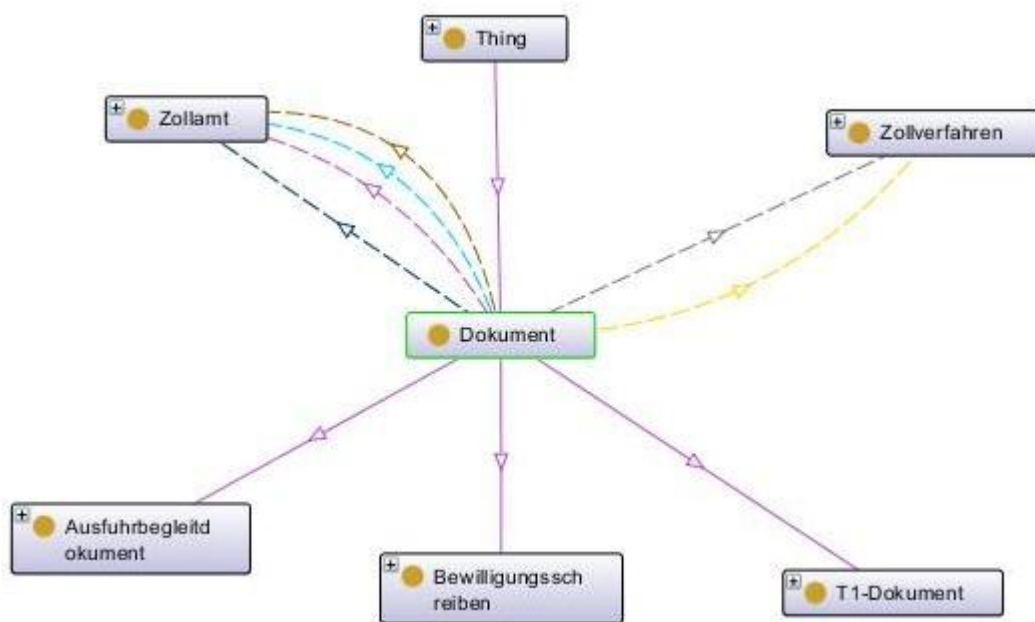 Thing
Zollamt
Zollverfahren
Dokument
Ausfuhrbegleitd
okument
Bewilligungssch
reiben
T1-Dokument